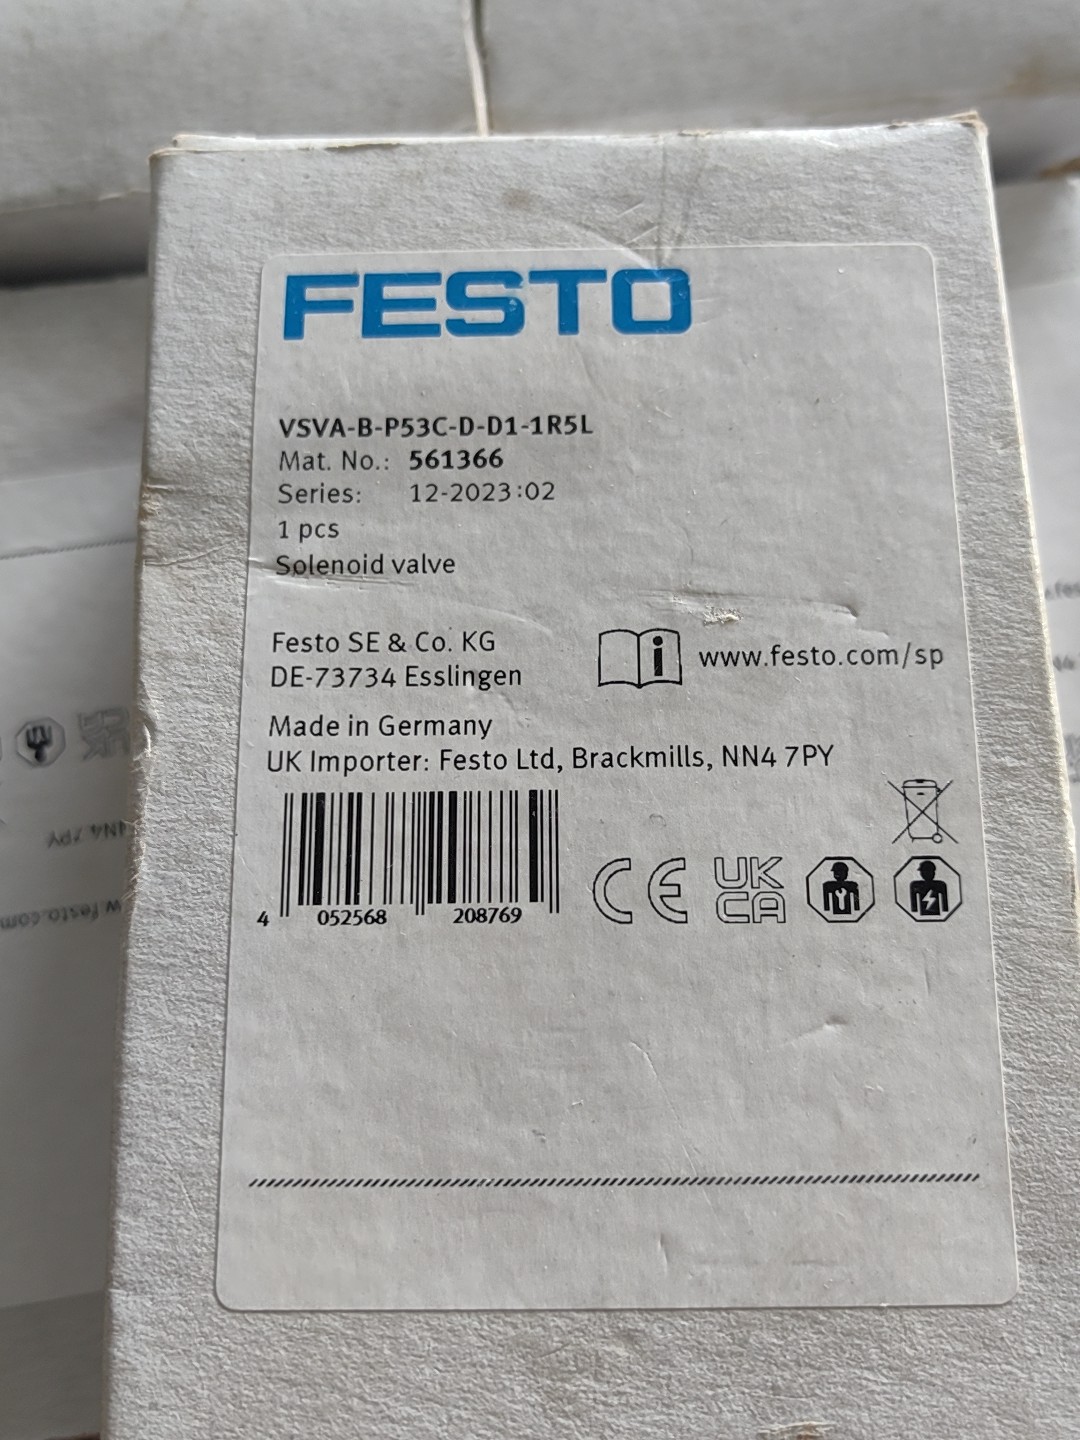 FESTO
VSVA-B-P53C-D-D1-1R5L
Mat. No.: 561366
Series: 12-2023:02
1 pcs
Solenoid valve
Festo SE & Co. KG
DE-73734 Esslingen
i www.festo.com/sp
Made in Germany
UK Importer: Festo Ltd, Brackmills, NN4 7PY
4 052568 208769
CE UK
CA